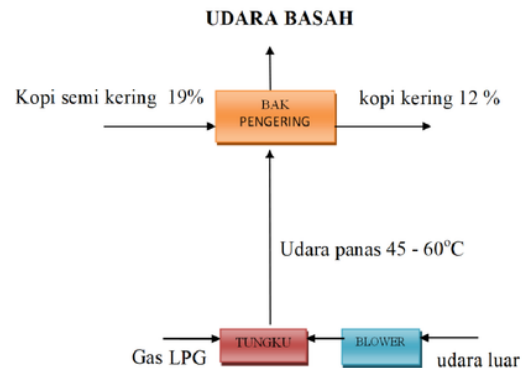 UDARA BASAH
Kopi semi kering 19%
BAK
PENGERING
kopi kering 12 %
Udara panas 45 - 60°C
Gas LPG
TUNGKU
BLOWER
udara luar